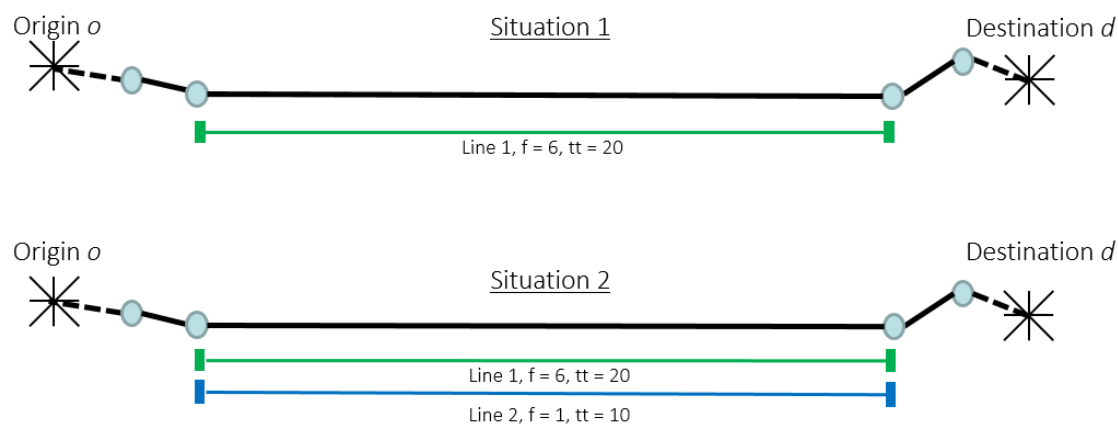 Origin o
Situation 1
Destination d
Line 1, f = 6, tt = 20
Origin o
Situation 2
Destination d
Line 1, f = 6, tt = 20
Line 2, f = 1, tt = 10